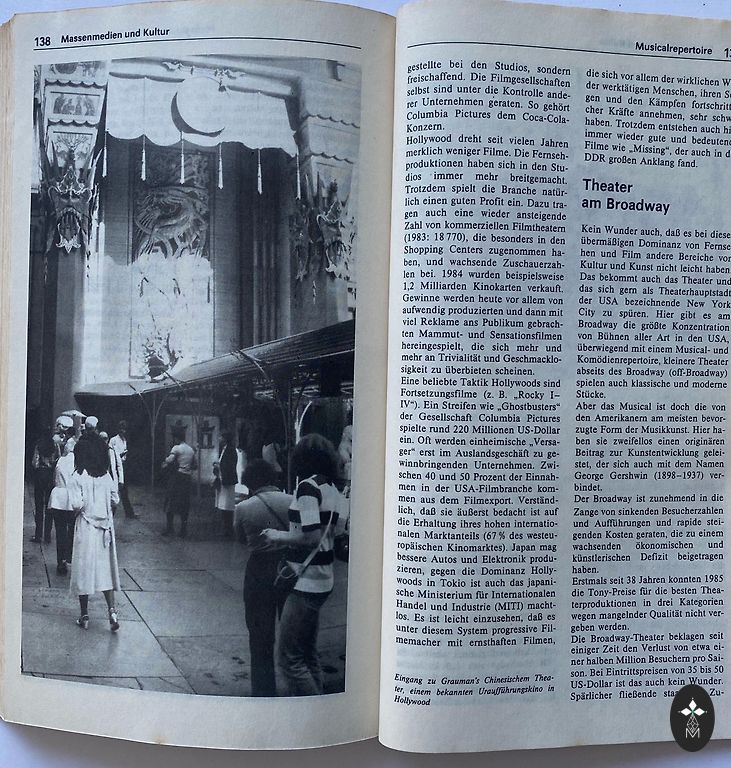 138 Massenmedien und Kultur
Musicalrepertoire
gestellte bei den Studios, sondern
freischaffend. Die Filmgesellschaften
selbst sind unter die Kontrolle ande-
rer Unternehmen geraten. So gehört
Columbia Pictures dem Coca-Cola-
Konzern.
Hollywood dreht seit vielen Jahren
merklich weniger Filme. Die Fernseh-
produktionen haben sich in den Stu-
dios immer mehr breitgemacht.
Trotzdem spielt die Branche natür-
lich einen guten Profit ein. Dazu tra-
gen auch eine wieder ansteigende
Zahl von kommerziellen Filmtheatern
(1983: 18 770), die besonders in den
Shopping Centers zugenommen ha-
ben, und wachsende Zuschauerzah-
len bei. 1984 wurden beispielsweise
1,2 Milliarden Kinokarten verkauft.
Gewinne werden heute vor allem von
aufwendig produzierten und dann mit
viel Reklame ans Publikum gebrach-
ten Mammut- und Sensationsfilmen
hereingespielt, die sich mehr und
mehr an Trivialität und Geschmacklo-
sigkeit zu überbieten scheinen.
Eine beliebte Taktik Hollywoods sind
Fortsetzungsfilme (z. B. „Rocky I–
IV“). Ein Streifen wie „Ghostbusters“
der Gesellschaft Columbia Pictures
spielte rund 220 Millionen US-Dollar
ein. Oft werden einheimische „Versa-
ger“ erst im Auslandsgeschäft zu ge-
winnbringenden Unternehmen. Zwi-
schen 40 und 50 Prozent der Einnah-
men in der USA-Filmbranche kom-
men aus dem Filmexport. Verständ-
lich, daß sie äußerst bedacht ist auf
die Erhaltung ihres hohen internatio-
nalen Marktanteils (67 % des westeu-
ropäischen Kinomarktes). Japan mag
bessere Autos und Elektronik produ-
zieren, gegen die Dominanz Holly-
woods in Tokio ist auch das japani-
sche Ministerium für Internationalen
Handel und Industrie (MITI) macht-
los. Es ist leicht einzusehen, daß es
unter diesem System progressive Fil-
memacher mit ernsthaften Filmen,
Eingang zu Grauman's Chinesischem Thea-
ter, einem bekannten Uraufführungskino in
Hollywood
die sich vor allem der wirklichen
der werktätigen Menschen, ihren
gen und den Kämpfen fortschritt
cher Kräfte annehmen, sehr schw
haben. Trotzdem entstehen auch hi
immer wieder gute und bedeutend
Filme wie „Missing“, der auch in d
DDR großen Anklang fand.
Theater
am Broadway
Kein Wunder auch, daß es bei diese
übermäßigen Dominanz von Fernse
hen und Film andere Bereiche vor
Kultur und Kunst nicht leicht haben.
Das bekommt auch das Theater und
das sich gern als Theaterhauptstadt
der USA bezeichnende New York
City zu spüren. Hier gibt es am
Broadway die größte Konzentration
von Bühnen aller Art in den USA,
überwiegend mit einem Musical- und
Komödienrepertoire, kleinere Theater
abseits des Broadway (off-Broadway)
spielen auch klassische und moderne
Stücke.
Aber das Musical ist doch die von
den Amerikanern am meisten bevor-
zugte Form der Musikkunst. Hier ha-
ben sie zweifellos einen originären
Beitrag zur Kunstentwicklung gelei-
stet, der sich auch mit dem Namen
George Gershwin (1898–1937) ver-
bindet.
Der Broadway ist zunehmend in die
Zange von sinkenden Besucherzahlen
und Aufführungen und rapide stei-
genden Kosten geraten, die zu einem
wachsenden ökonomischen und
künstlerischen Defizit beigetragen
haben.
Erstmals seit 38 Jahren konnten 1985
die Tony-Preise für die besten Thea-
terproduktionen in drei Kategorien
wegen mangelnder Qualität nicht ver-
geben werden.
Die Broadway-Theater beklagen seit
einiger Zeit den Verlust von etwa ei-
ner halben Million Besuchern pro Sai-
son. Bei Eintrittspreisen von 35 bis 50
US-Dollar ist das auch kein Wunder.
Spärlicher fließende Zu-
M